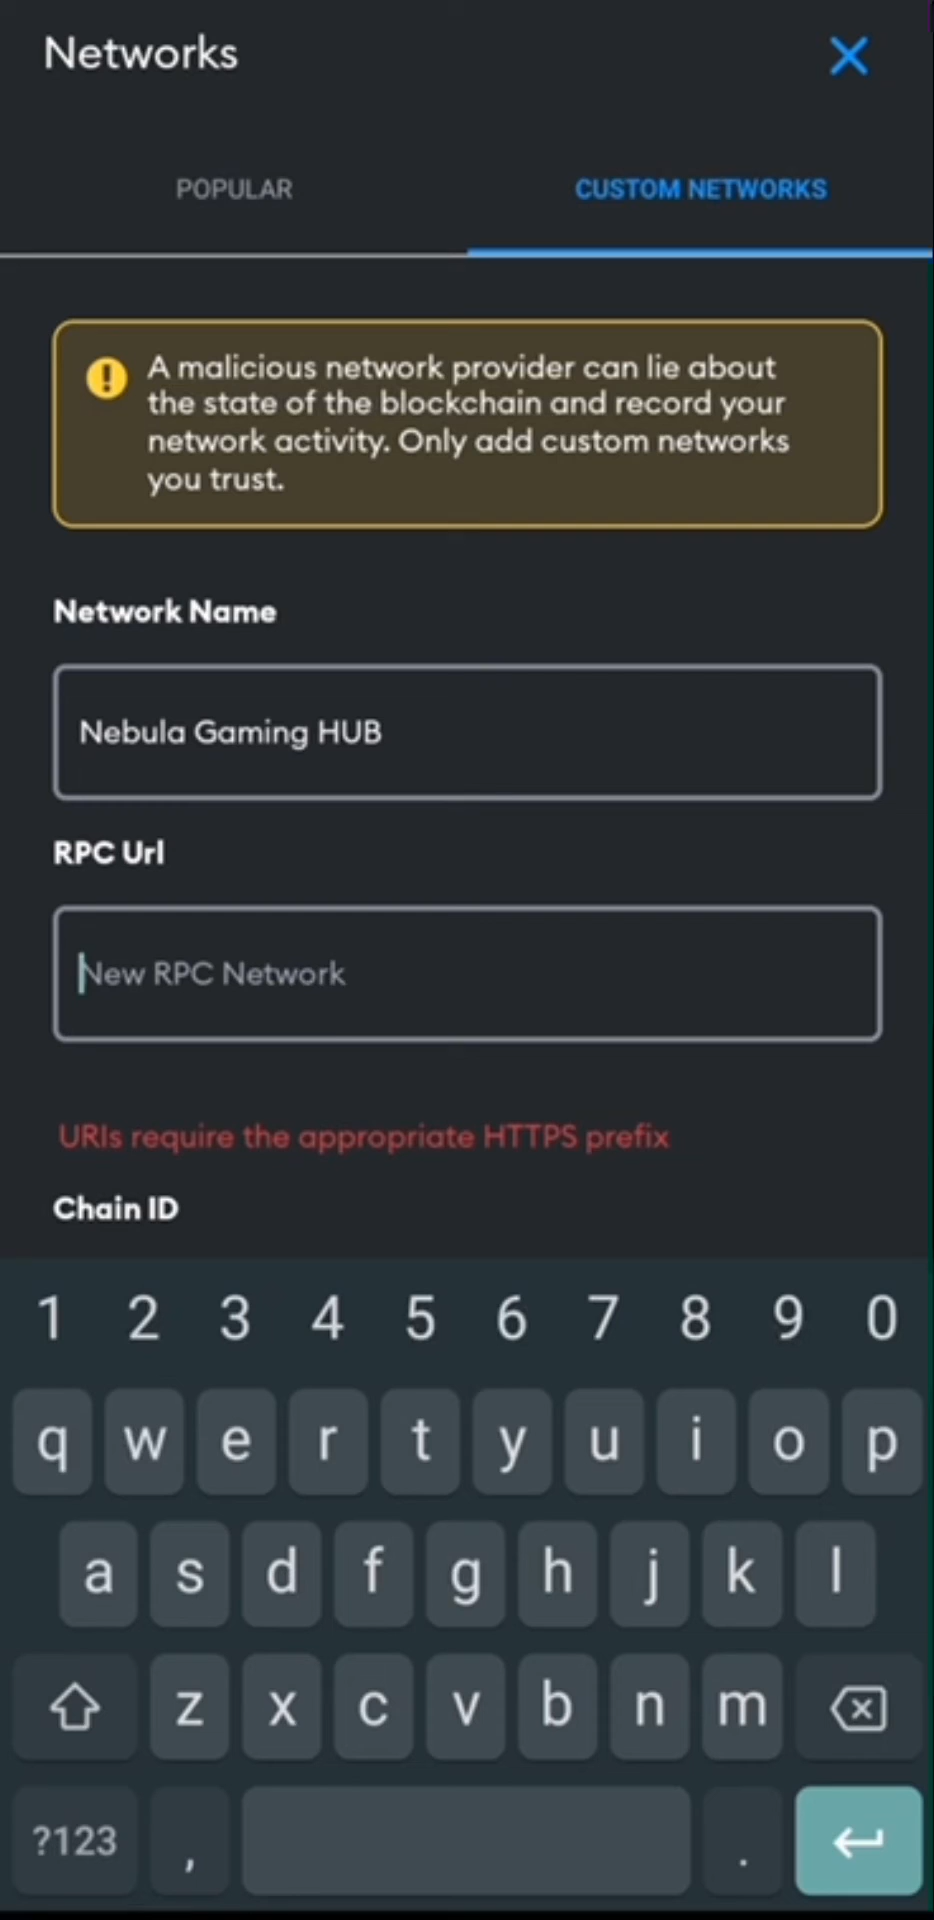 Networks
POPULAR
CUSTOM NETWORKS
A malicious network provider can lie about
the state of the blockchain and record your
network activity. Only add custom networks
you trust.
Network Name
Nebula Gaming HUB
RPC Url
New RPC Network
URIs require the appropriate HTTPS prefix
Chain ID
1 2 3 4 5 6 7 8 9 0
q w e r t y u i o p
a s d f g h j k l
z x c v b n m
?123 , .